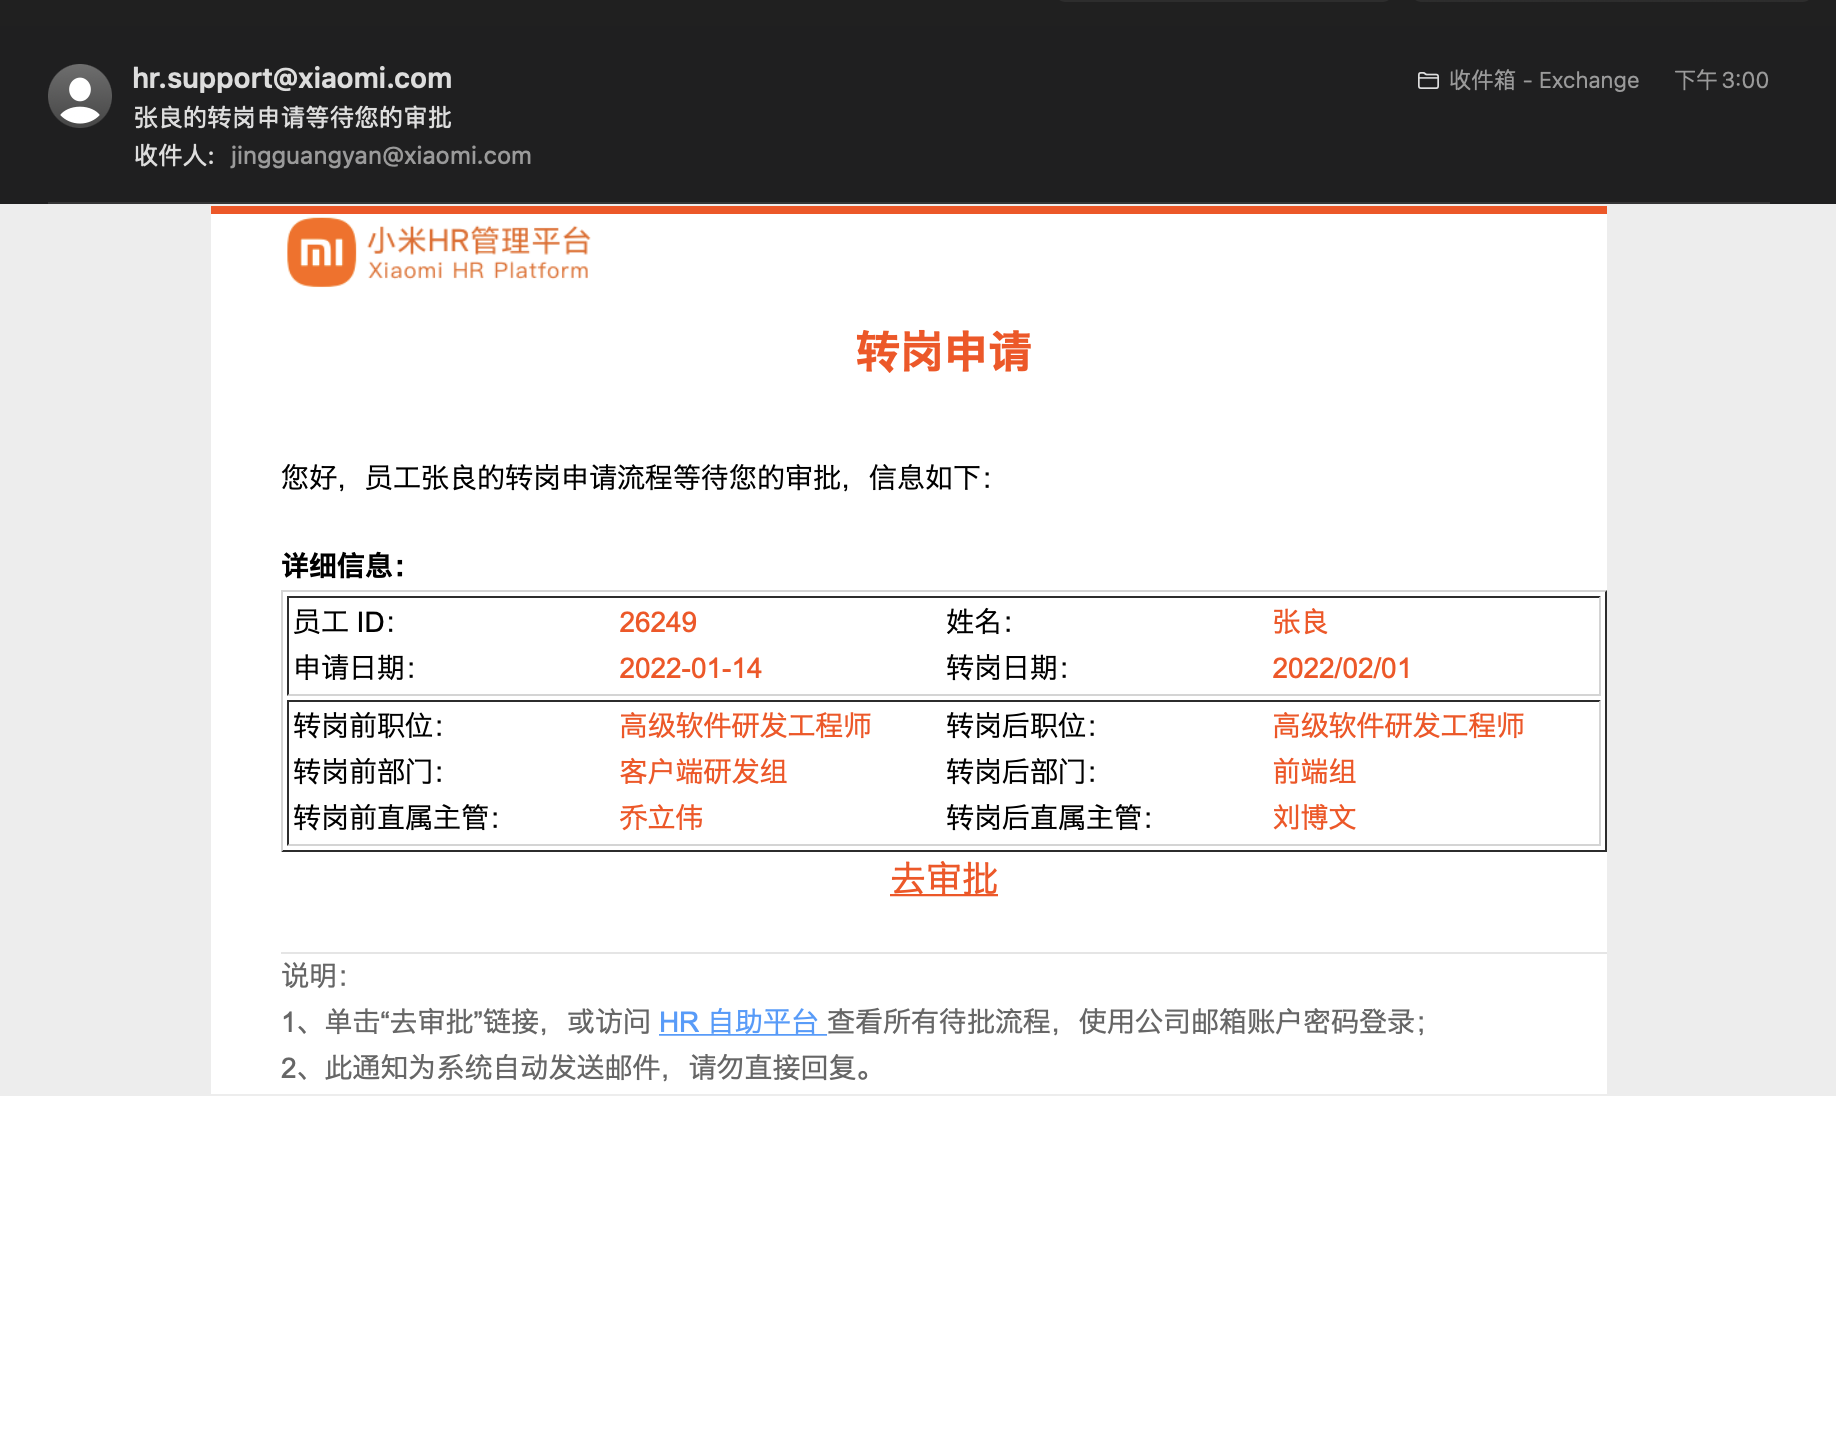 hr.support@xiaomi.com
收件箱 - Exchange 下午3:00
张良的转岗申请等待您的审批
收件人： jingguangyan@xiaomi.com
小米HR管理平台
Xiaomi HR Platform
转岗申请
您好，员工张良的转岗申请流程等待您的审批，信息如下：
详细信息：
员工 ID： 26249 姓名： 张良
申请日期： 2022-01-14 转岗日期： 2022/02/01
转岗前职位： 高级软件研发工程师 转岗后职位： 高级软件研发工程师
转岗前部门： 客户端研发组 转岗后部门： 前端组
转岗前直属主管： 乔立伟 转岗后直属主管： 刘博文
去审批
说明：
1、单击“去审批”链接，或访问 HR 自助平台 查看所有待批流程，使用公司邮箱账户密码登录；
2、此通知为系统自动发送邮件，请勿直接回复。